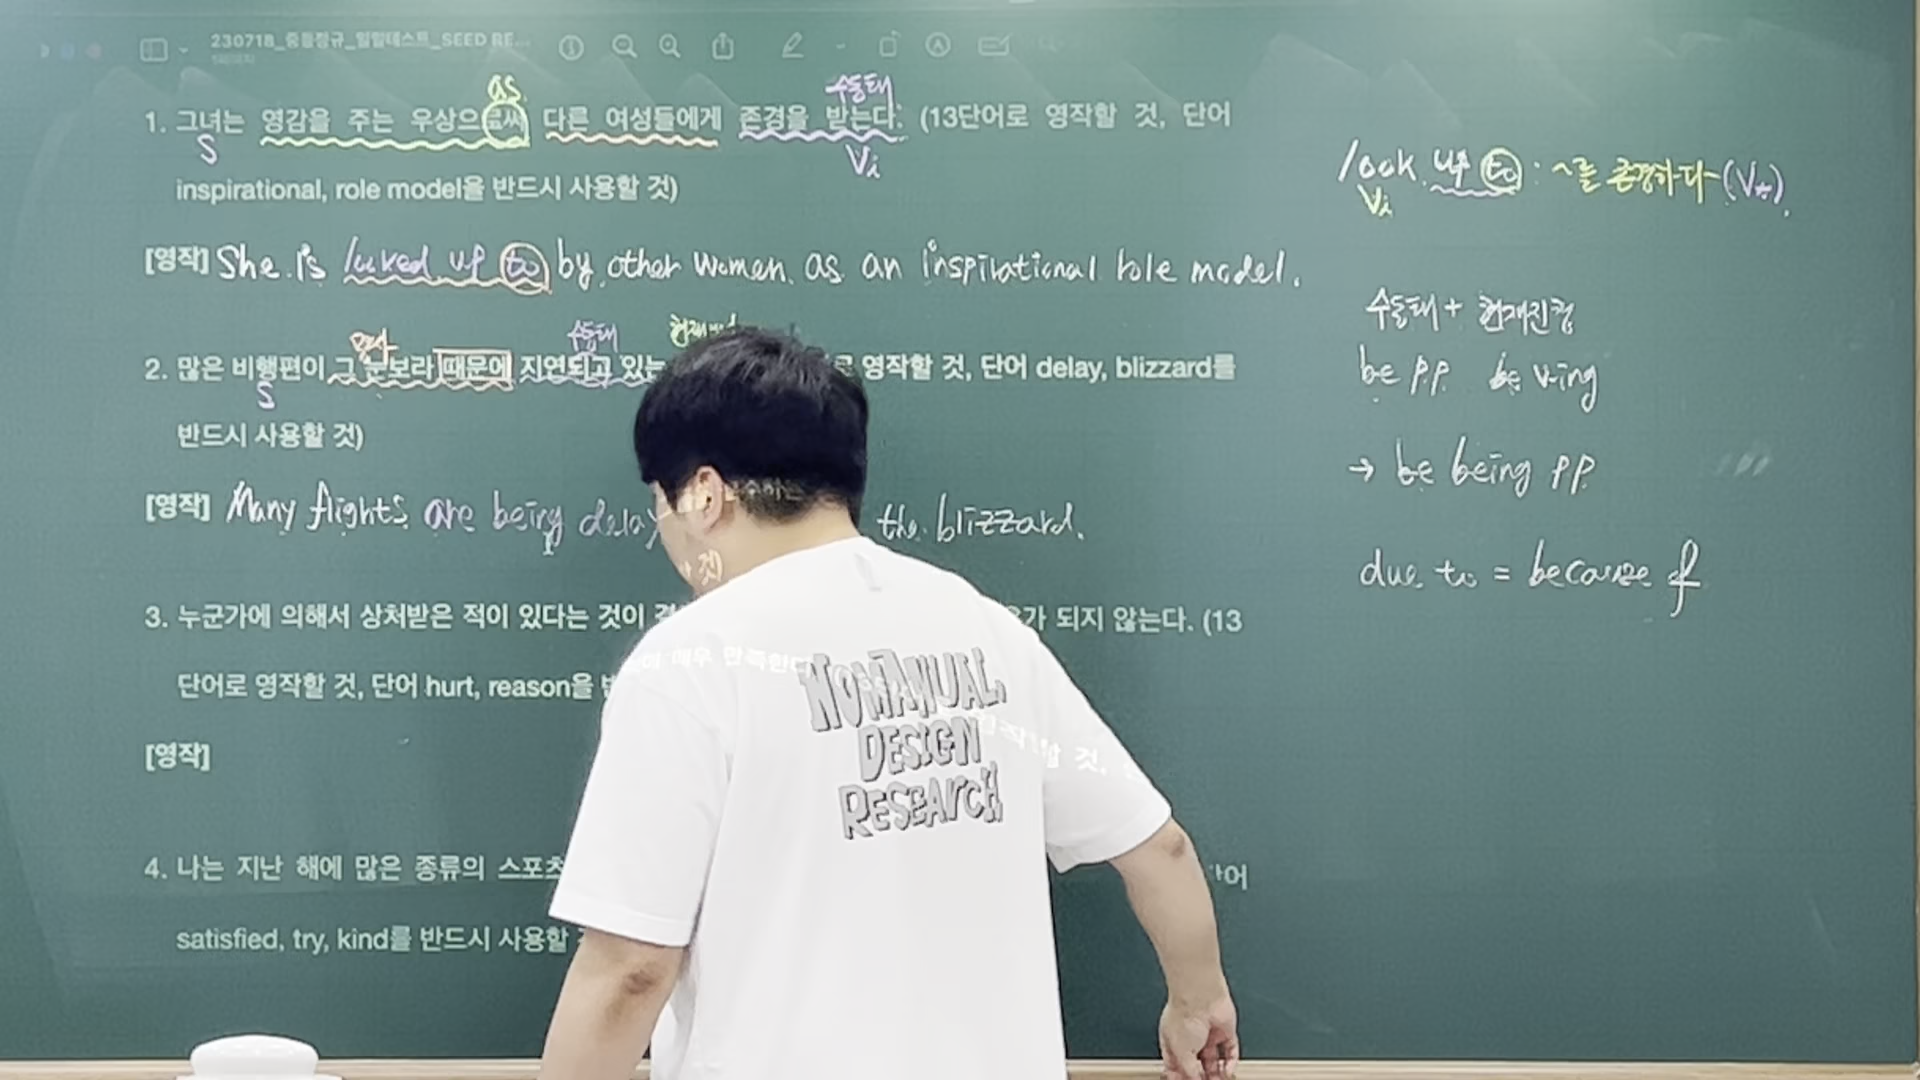 230718_중등정규_일일테스트_SEED RE...
as
수동태
1. 그녀는 영감을 주는 우상으로써 다른 여성들에게 존경을 받는다. (13단어로 영작할 것, 단어
S
Vi
inspirational, role model을 반드시 사용할 것)
[영작] She is looked up to by other women as an inspirational role model.
명사
수동태
2. 많은 비행편이 그 눈보라 때문에 지연되고 있는 영작할 것, 단어 delay, blizzard를
S
반드시 사용할 것)
[영작] Many flights are being delay the blizzard.
3. 누군가에 의해서 상처받은 적이 있다는 것이 가 되지 않는다. (13
단어로 영작할 것, 단어 hurt, reason을
[영작]
4. 나는 지난 해에 많은 종류의 스포츠
satisfied, try, kind를 반드시 사용할
look up to : ~를 존경하다 (Vt).
Vi
수동태 + 현재진행
be p.p. be v-ing
→ be being p.p.
due to = because of
NOMANUAL.
DESIGN
RESEARCH